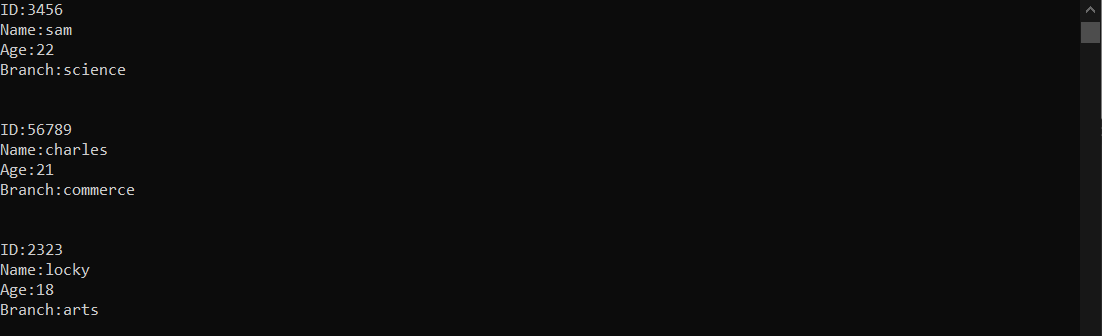 ID:3456
Name:sam
Age:22
Branch:science
ID:56789
Name:charles
Age:21
Branch:commerce
ID:2323
Name:locky
Age:18
Branch:arts